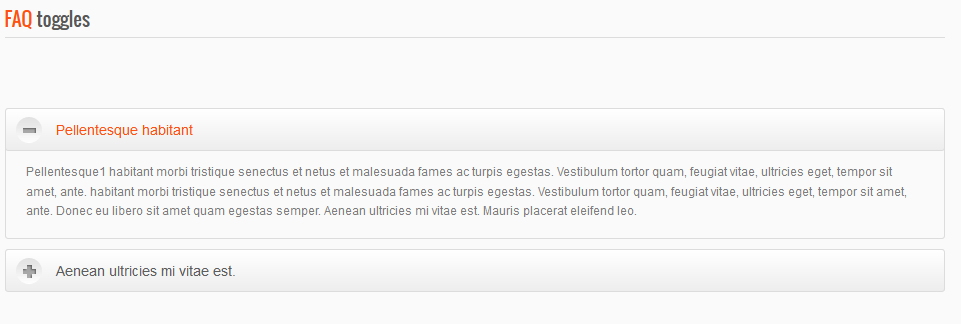 FAQ toggles
Pellentesque habitant
Pellentesque1 habitant morbi tristique senectus et netus et malesuada fames ac turpis egestas. Vestibulum tortor quam, feugiat vitae, ultricies eget, tempor sit
amet, ante. habitant morbi tristique senectus et netus et malesuada fames ac turpis egestas. Vestibulum tortor quam, feugiat vitae, ultricies eget, tempor sit amet,
ante. Donec eu libero sit amet quam egestas semper. Aenean ultricies mi vitae est. Mauris placerat eleifend leo.
Aenean ultricies mi vitae est.